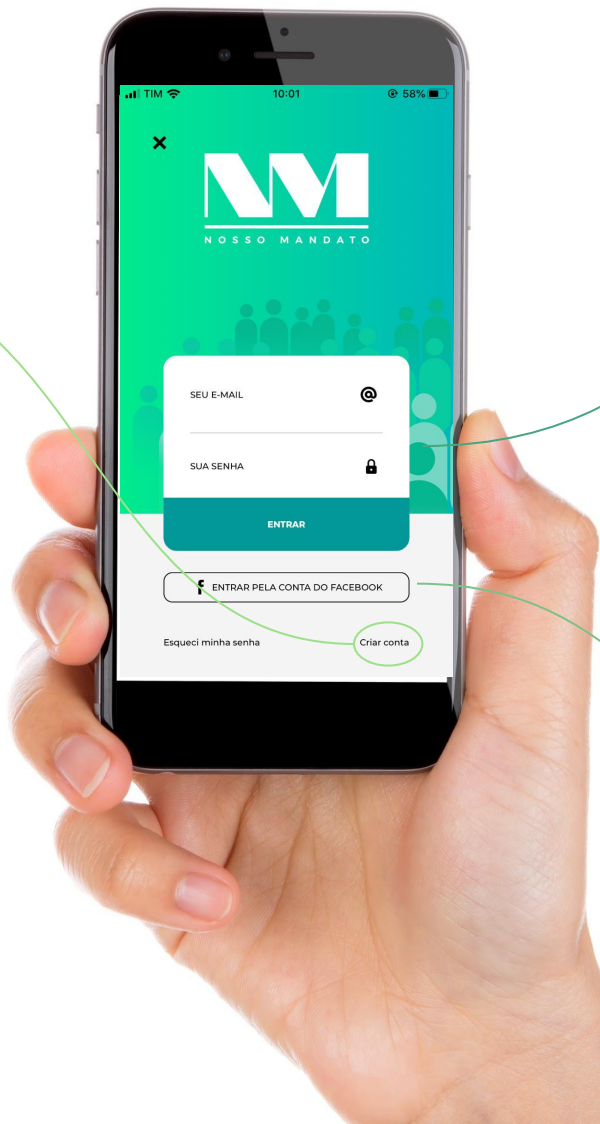 TIM 10:01 58%
NM
NOSSO MANDATO
SEU E-MAIL @
SUA SENHA
ENTRAR
f ENTRAR PELA CONTA DO FACEBOOK
Esqueci minha senha Criar conta